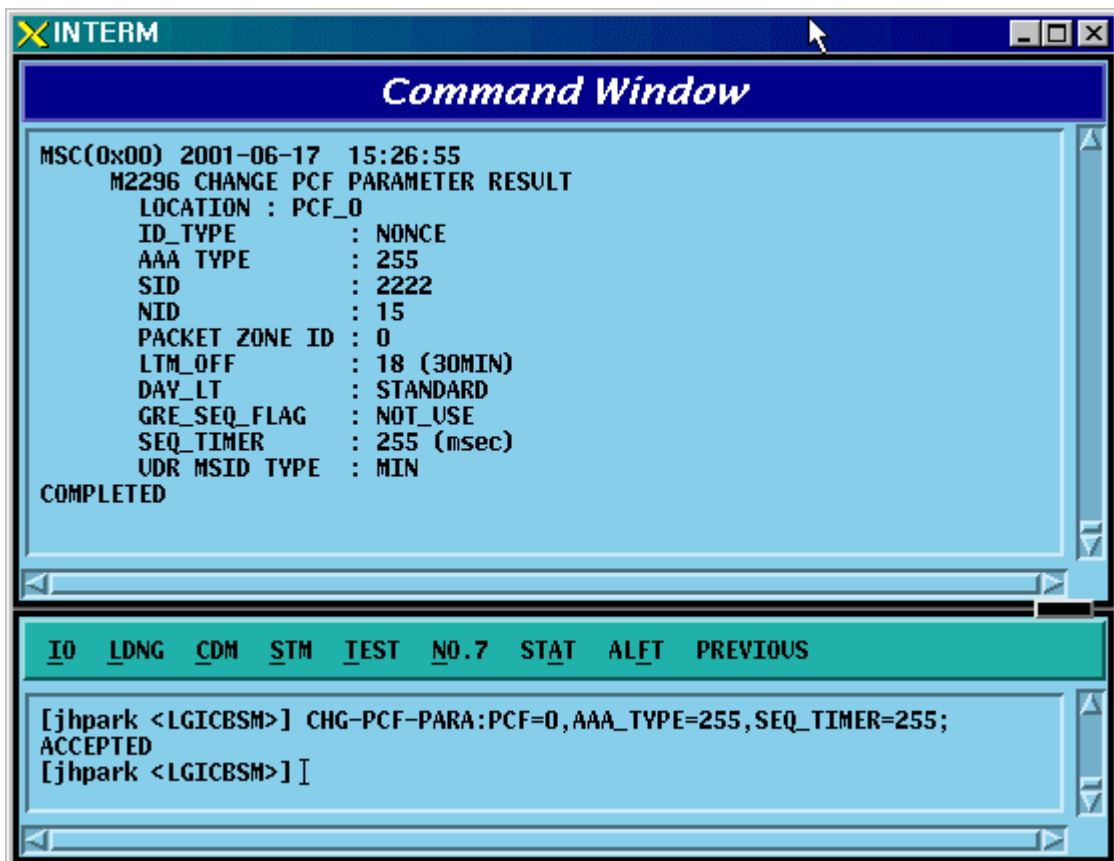 INTERM
Command Window
MSC(0x00) 2001-06-17 15:26:55
M2296 CHANGE PCF PARAMETER RESULT
LOCATION : PCF_0
ID_TYPE : NONCE
AAA TYPE : 255
SID : 2222
NID : 15
PACKET ZONE ID : 0
LTM_OFF : 18 (30MIN)
DAY_LT : STANDARD
GRE_SEQ_FLAG : NOT_USE
SEQ_TIMER : 255 (msec)
UDR MSID TYPE : MIN
COMPLETED
IO LDNG CDM STM TEST NO.7 STAT ALFT PREVIOUS
[jhpark <LGICBSM>] CHG-PCF-PARA:PCF=0,AAA_TYPE=255,SEQ_TIMER=255;
ACCEPTED
[jhpark <LGICBSM>]